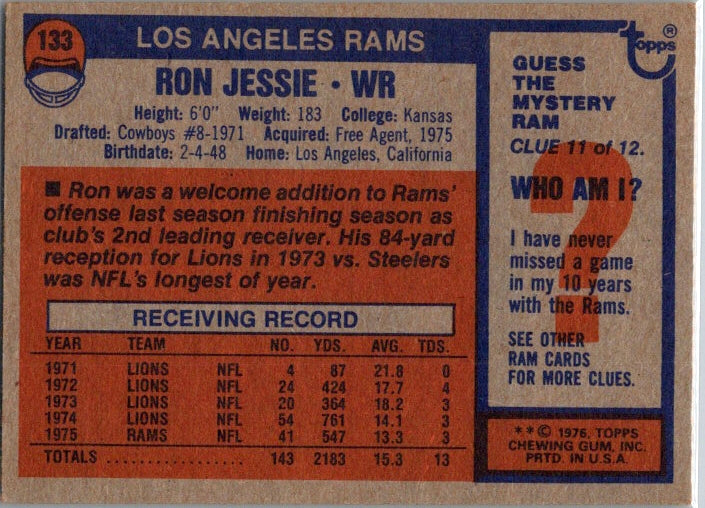 133
LOS ANGELES RAMS
topps ®
RON JESSIE • WR
Height: 6'0" Weight: 183 College: Kansas
Drafted: Cowboys #8-1971 Acquired: Free Agent, 1975
Birthdate: 2-4-48 Home: Los Angeles, California
■ Ron was a welcome addition to Rams'
offense last season finishing season as
club's 2nd leading receiver. His 84-yard
reception for Lions in 1973 vs. Steelers
was NFL's longest of year.
RECEIVING RECORD
YEAR TEAM NO. YDS. AVG. TDS.
1971 LIONS NFL 4 87 21.8 0
1972 LIONS NFL 24 424 17.7 4
1973 LIONS NFL 20 364 18.2 3
1974 LIONS NFL 54 761 14.1 3
1975 RAMS NFL 41 547 13.3 3
TOTALS .................. 143 2183 15.3 13
GUESS
THE
MYSTERY
RAM
CLUE 11 of 12.
?
WHO AM I?
I have never
missed a game
in my 10 years
with the Rams.
SEE OTHER
RAM CARDS
FOR MORE CLUES.
**© 1976, TOPPS
CHEWING GUM, INC.
PRTD. IN U.S.A.